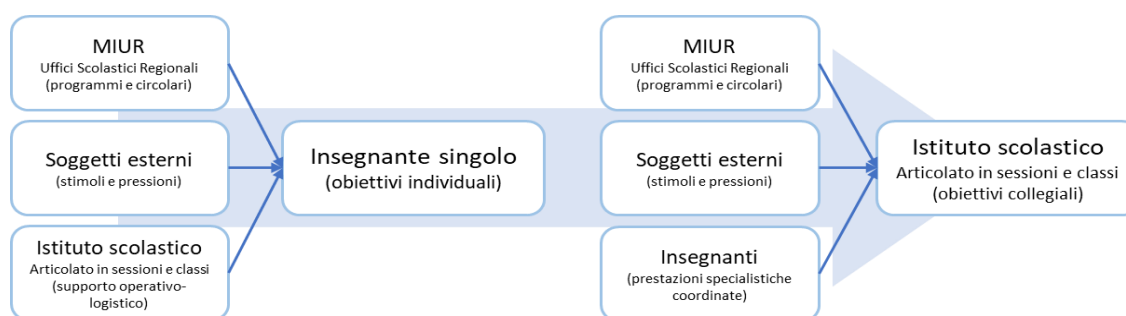 MIUR
Uffici Scolastici Regionali
(programmi e circolari)
Soggetti esterni
(stimoli e pressioni)
Istituto scolastico
Articolato in sessioni e classi
(supporto operativo-
logistico)
Insegnante singolo
(obiettivi individuali)
MIUR
Uffici Scolastici Regionali
(programmi e circolari)
Soggetti esterni
(stimoli e pressioni)
Insegnanti
(prestazioni specialistiche
coordinate)
Istituto scolastico
Articolato in sessioni e classi
(obiettivi collegiali)